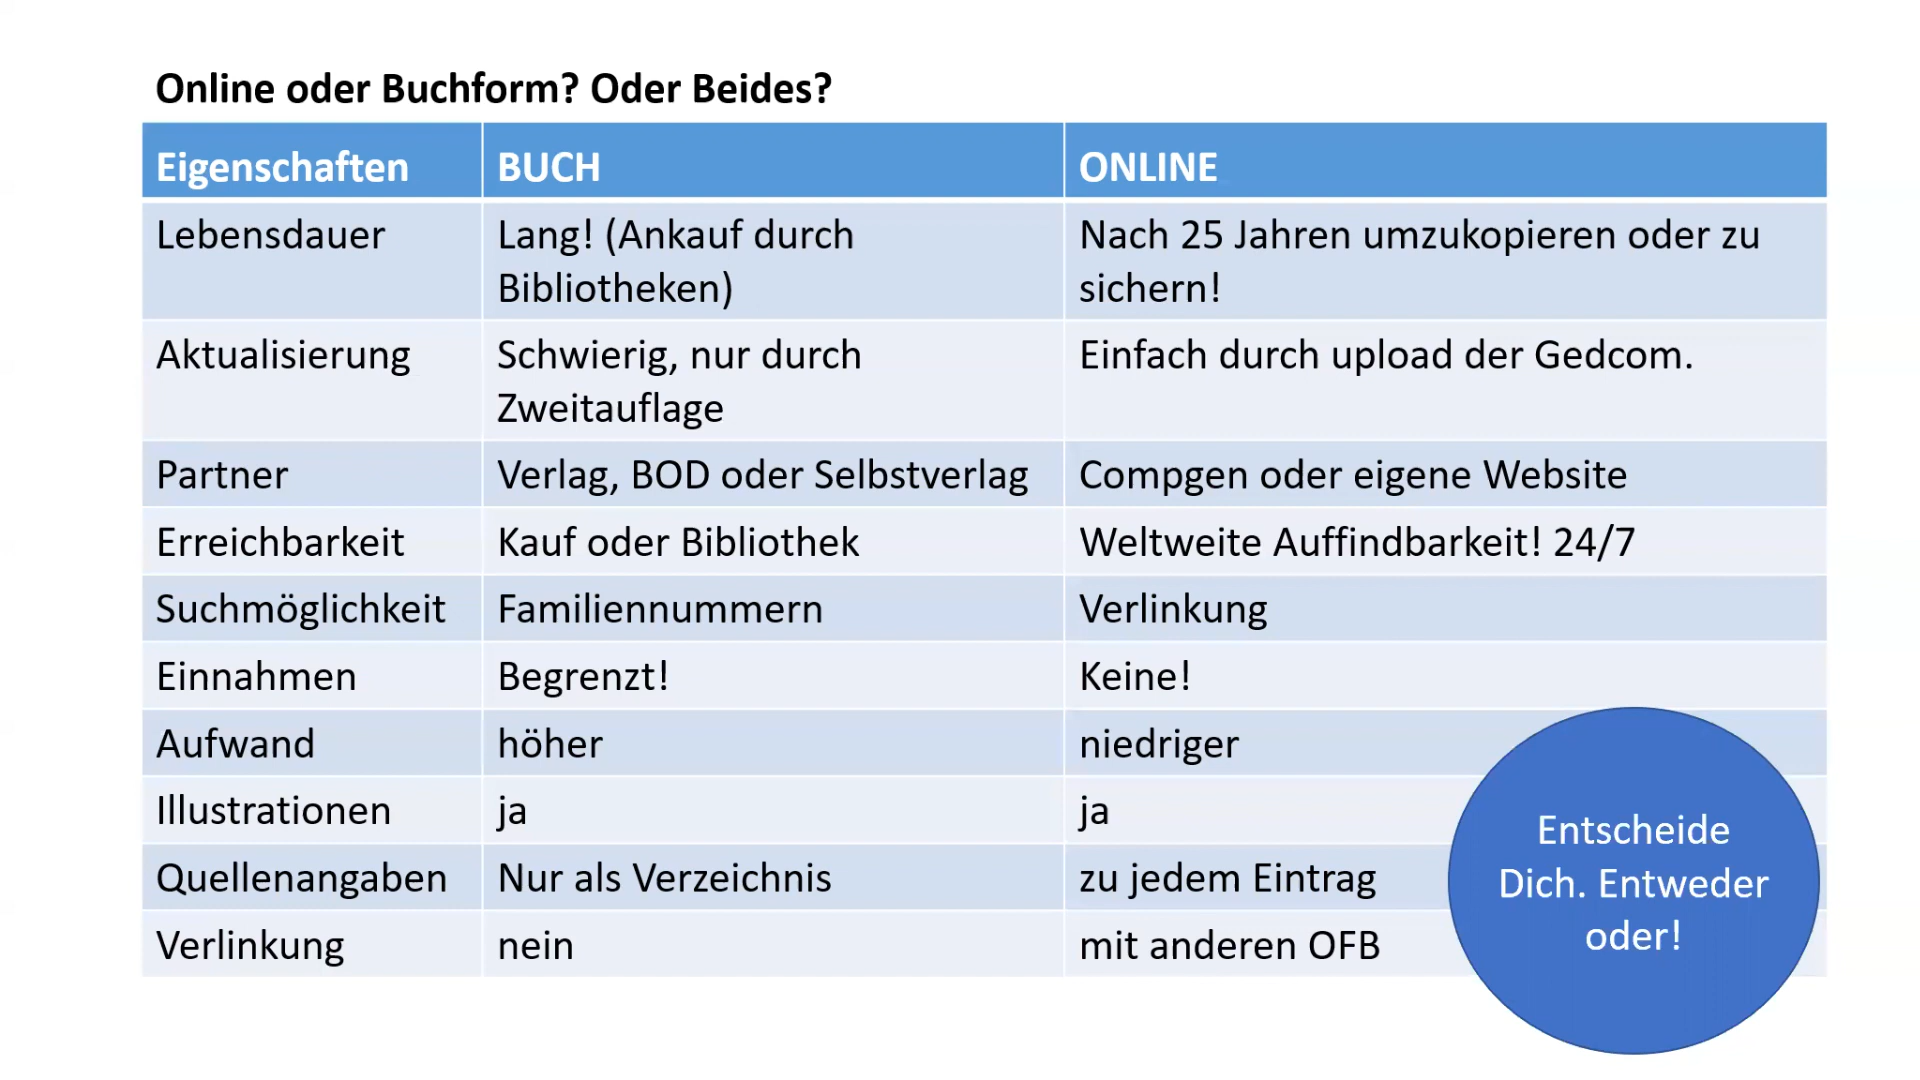 Online oder Buchform? Oder Beides?
Eigenschaften BUCH ONLINE
Lebensdauer Lang! (Ankauf durch Nach 25 Jahren umzukopieren oder zu
Bibliotheken) sichern!
Aktualisierung Schwierig, nur durch Einfach durch upload der Gedcom.
Zweitauflage
Partner Verlag, BOD oder Selbstverlag Compgen oder eigene Website
Erreichbarkeit Kauf oder Bibliothek Weltweite Auffindbarkeit! 24/7
Suchmöglichkeit Familiennummern Verlinkung
Einnahmen Begrenzt! Keine!
Aufwand höher niedriger
Illustrationen ja ja
Quellenangaben Nur als Verzeichnis zu jedem Eintrag
Verlinkung nein mit anderen OFB
Entscheide
Dich. Entweder
oder!